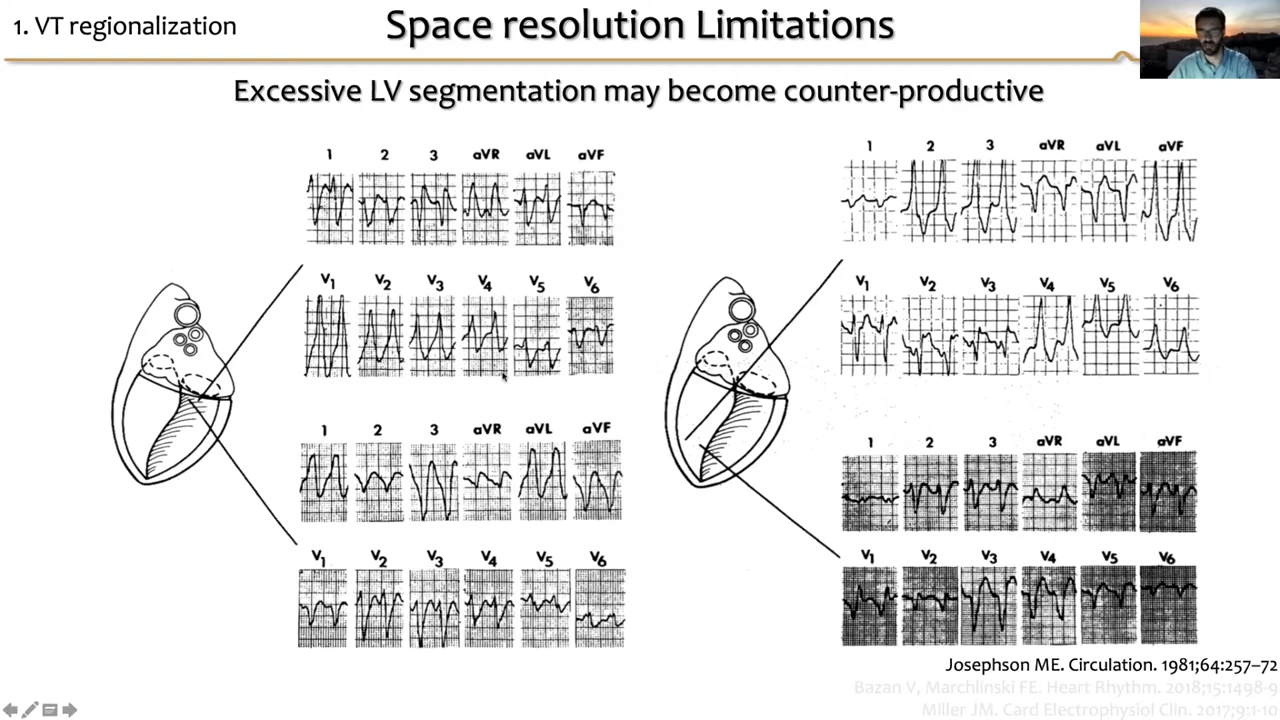 1. VT regionalization
Space resolution Limitations
Excessive LV segmentation may become counter-productive
1 2 3 aVR aVL aVF
V1 V2 V3 V4 V5 V6
1 2 3 aVR aVL aVF
V1 V2 V3 V4 V5 V6
1 2 3 aVR aVL aVF
V1 V2 V3 V4 V5 V6
1 2 3 aVR aVL aVF
V1 V2 V3 V4 V5 V6
Josephson ME. Circulation. 1981;64:257–72
Bazan V, Marchlinski FE. Heart Rhythm. 2018;15:1498-9
Miller JM. Card Electrophysiol Clin. 2017;9:1-10